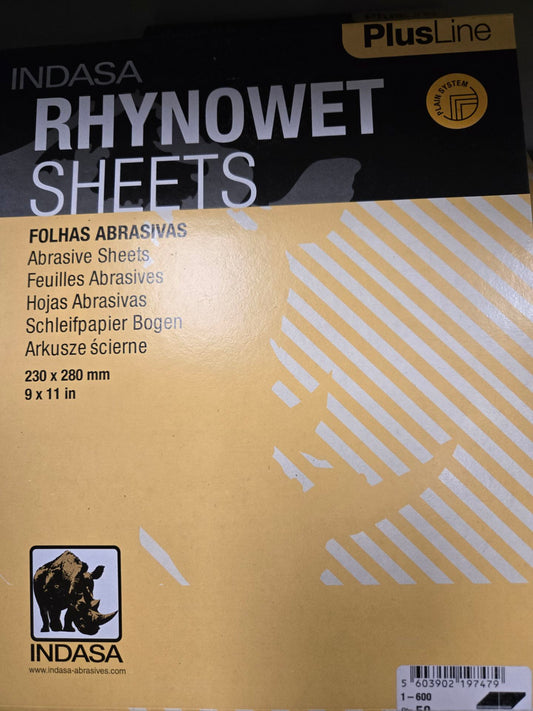 PlusLine
INDASA
PLAIN SYSTEM
RHYNOWET
SHEETS
FOLHAS ABRASIVAS
Abrasive Sheets
Feuilles Abrasives
Hojas Abrasivas
Schleifpapier Bogen
Arkusze ścierne
230 x 280 mm
9 x 11 in
INDASA
www.indasa-abrasives.com
5 603902 197479
1-600